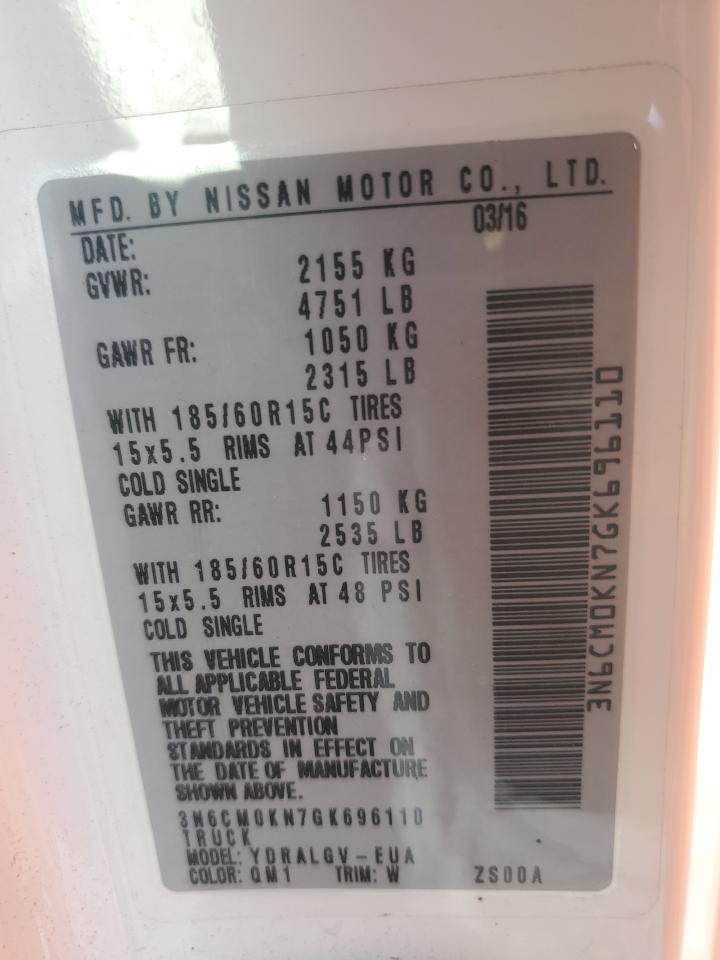 MFD. BY NISSAN MOTOR CO., LTD.
DATE: 03/16
GVWR: 2155 KG
4751 LB
GAWR FR: 1050 KG
2315 LB
WITH 185/60R15C TIRES
15x5.5 RIMS AT 44PSI
COLD SINGLE
GAWR RR: 1150 KG
2535 LB
WITH 185/60R15C TIRES
15x5.5 RIMS AT 48 PSI
COLD SINGLE
THIS VEHICLE CONFORMS TO
ALL APPLICABLE FEDERAL
MOTOR VEHICLE SAFETY AND
THEFT PREVENTION
STANDARDS IN EFFECT ON
THE DATE OF MANUFACTURE
SHOWN ABOVE.
3N6CM0KN7GK696110
TRUCK
MODEL: YDRALGV-EUA
COLOR: QM1 TRIM: W ZS00A
3N6CM0KN7GK696110